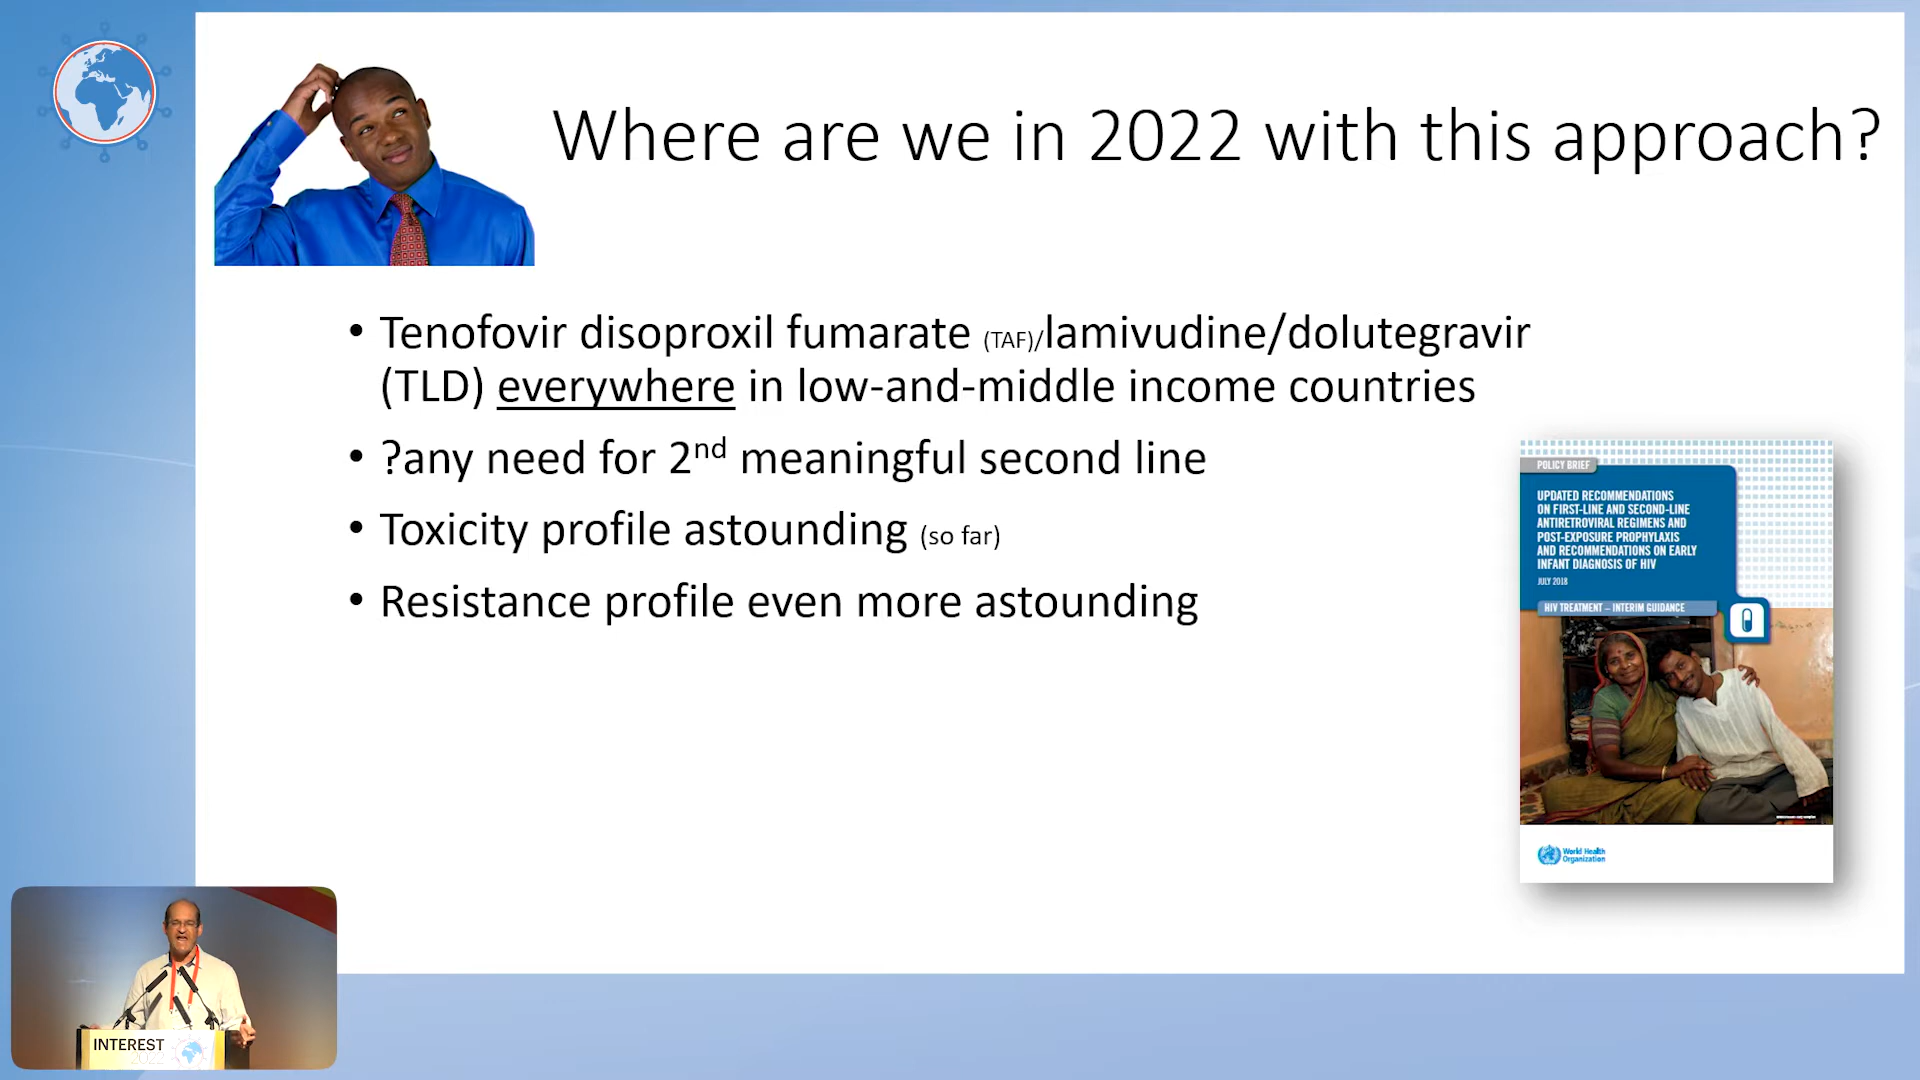 Where are we in 2022 with this approach?
• Tenofovir disoproxil fumarate (TAF)/lamivudine/dolutegravir
(TLD) everywhere in low-and-middle income countries
• ?any need for 2nd meaningful second line
• Toxicity profile astounding (so far)
• Resistance profile even more astounding
POLICY BRIEF
UPDATED RECOMMENDATIONS
ON FIRST-LINE AND SECOND-LINE
ANTIRETROVIRAL REGIMENS AND
POST-EXPOSURE PROPHYLAXIS
AND RECOMMENDATIONS ON EARLY
INFANT DIAGNOSIS OF HIV
JULY 2018
HIV TREATMENT – INTERIM GUIDANCE
World Health
Organization
INTEREST
2022